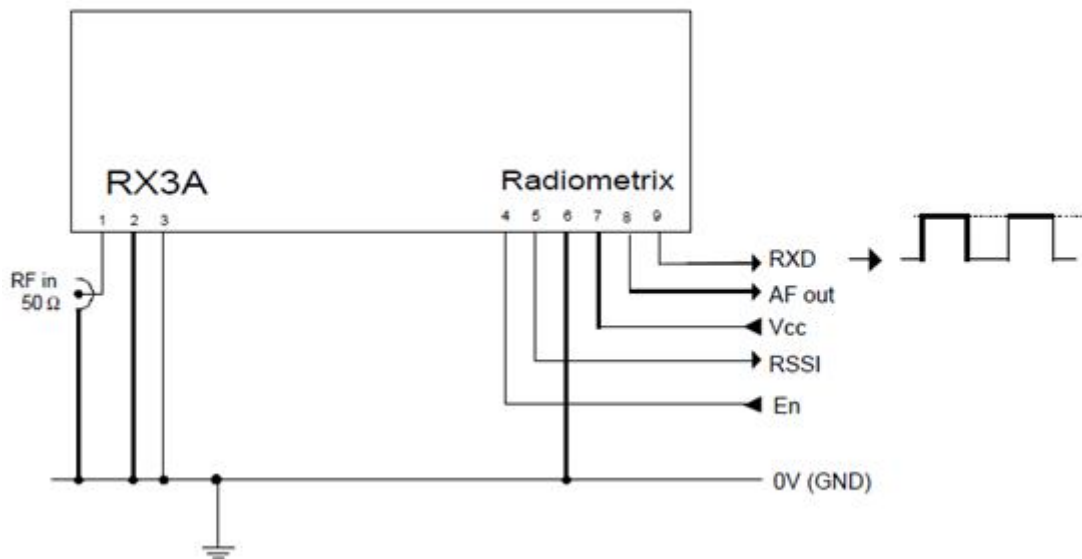 RX3A
Radiometrix
1 2 3 4 5 6 7 8 9
RF in
50 Ω
RXD
AF out
Vcc
RSSI
En
0V (GND)